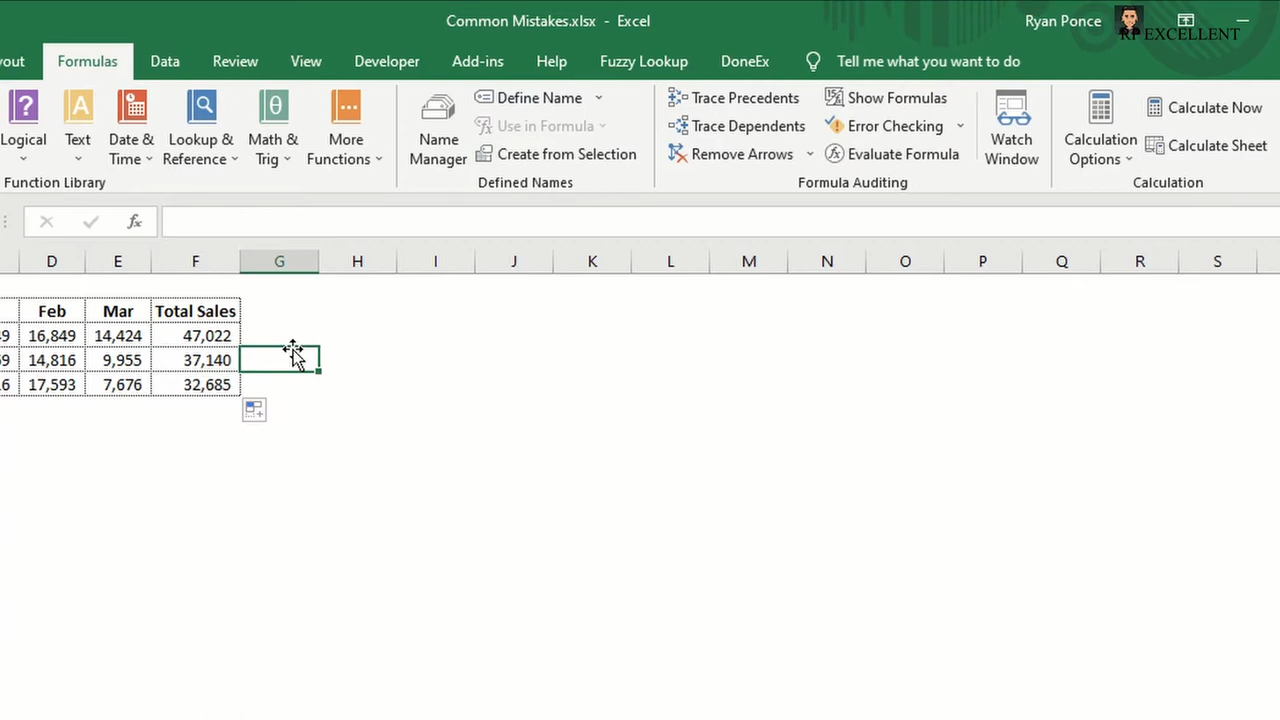 Common Mistakes.xlsx - Excel
Ryan Ponce
RP EXCELLENT
Formulas Data Review View Developer Add-ins Help Fuzzy Lookup DoneEx Tell me what you want to do
Logical
Text
Date & Time
Lookup & Reference
Math & Trig
More Functions
Function Library
Name Manager
Define Name
Use in Formula
Create from Selection
Defined Names
Trace Precedents
Trace Dependents
Remove Arrows
Show Formulas
Error Checking
Evaluate Formula
Formula Auditing
Watch Window
Calculation Options
Calculate Now
Calculate Sheet
Calculation
fx
D E F G H I J K L M N O P Q R S
Feb Mar Total Sales
16,849 14,424 47,022
14,816 9,955 37,140
17,593 7,676 32,685